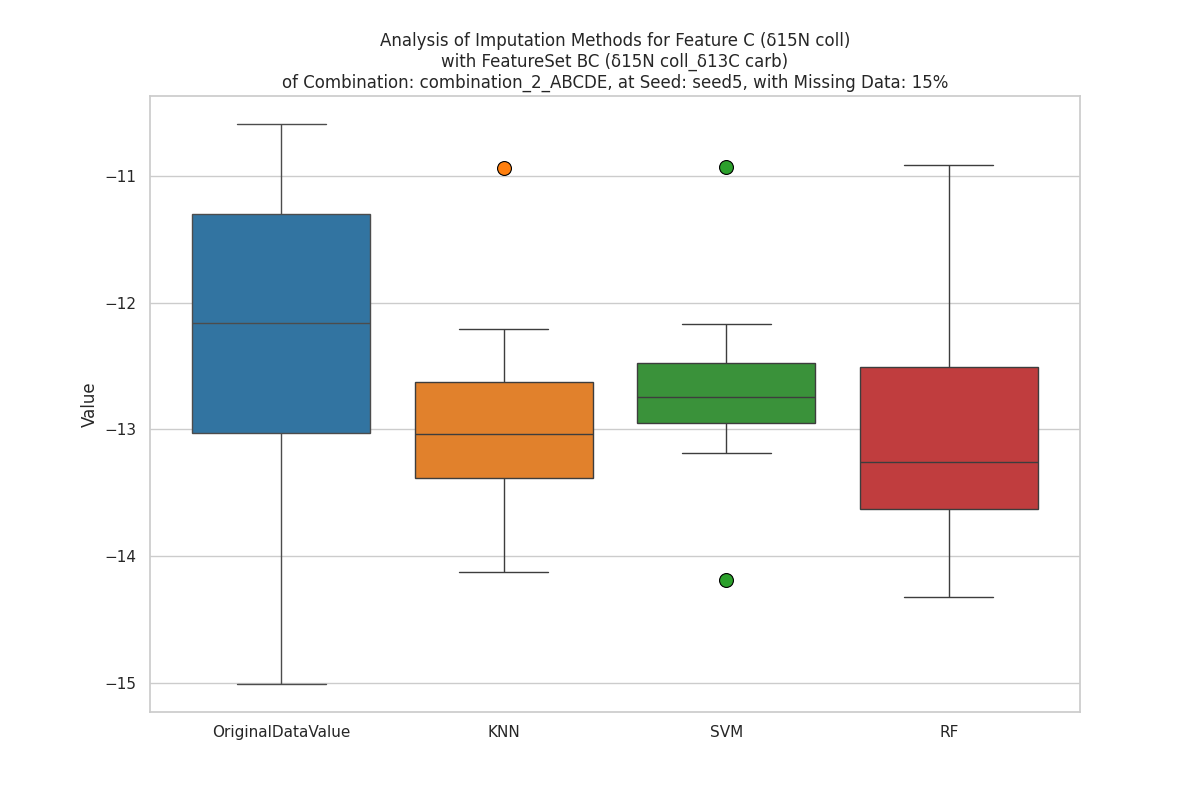 Analysis of Imputation Methods for Feature C (δ15N coll)
with FeatureSet BC (δ15N coll_δ13C carb)
of Combination: combination_2_ABCDE, at Seed: seed5, with Missing Data: 15%
Value
−11
−12
−13
−14
−15
OriginalDataValue
KNN
SVM
RF